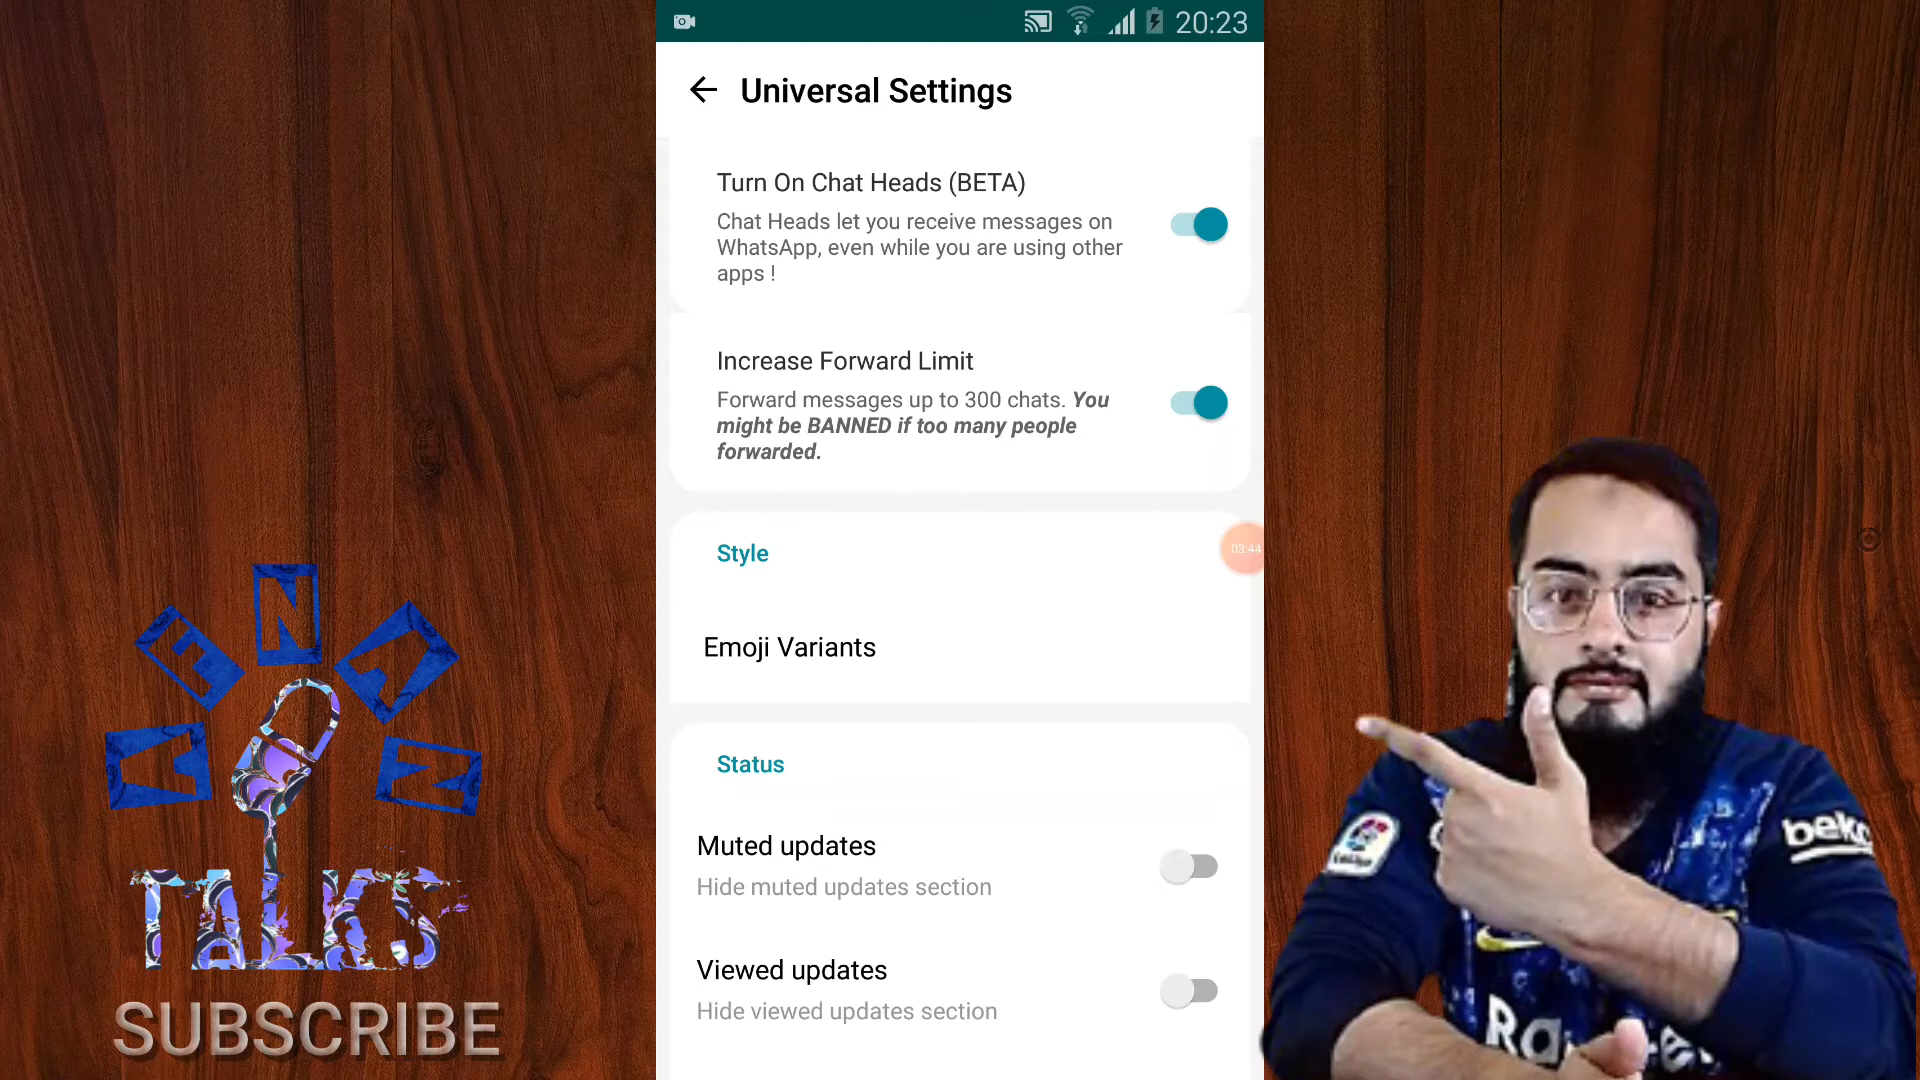 20:23
Universal Settings
Turn On Chat Heads (BETA)
Chat Heads let you receive messages on
WhatsApp, even while you are using other
apps !
Increase Forward Limit
Forward messages up to 300 chats. You
might be BANNED if too many people
forwarded.
03:44
Style
Emoji Variants
Status
Muted updates
Hide muted updates section
Viewed updates
Hide viewed updates section
TALKS
SUBSCRIBE
beko